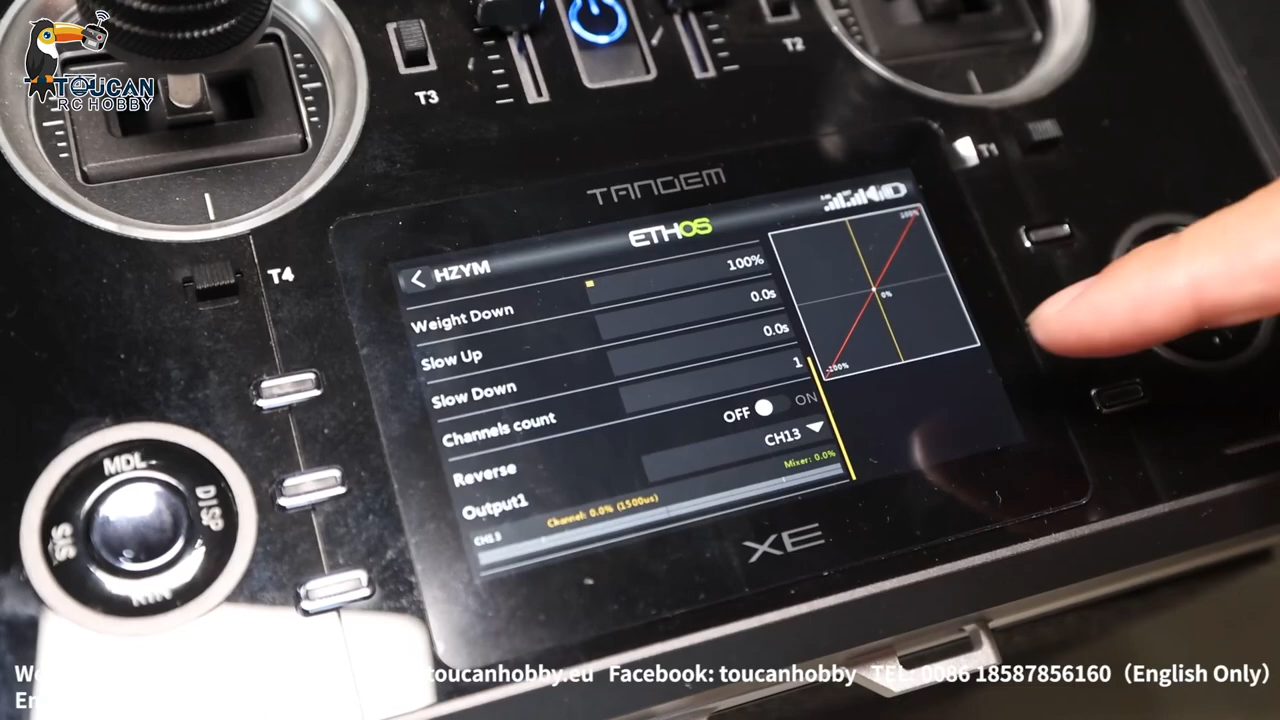 TOUCAN
RC HOBBY
T3
T2
T1
T4
TANDEM
ETHOS
HZYM
Weight Down 100%
Slow Up 0.0s
Slow Down 0.0s
Channels count 1
Reverse OFF ON
Output1 CH13
Mixer: 0.0%
Channel: 0.0% (1500us)
CH13
100%
0%
-100%
XE
MDL
DISP
SYS
RTN
toucanhobby.eu Facebook: toucanhobby TEL: 0086 18587856160（English Only）